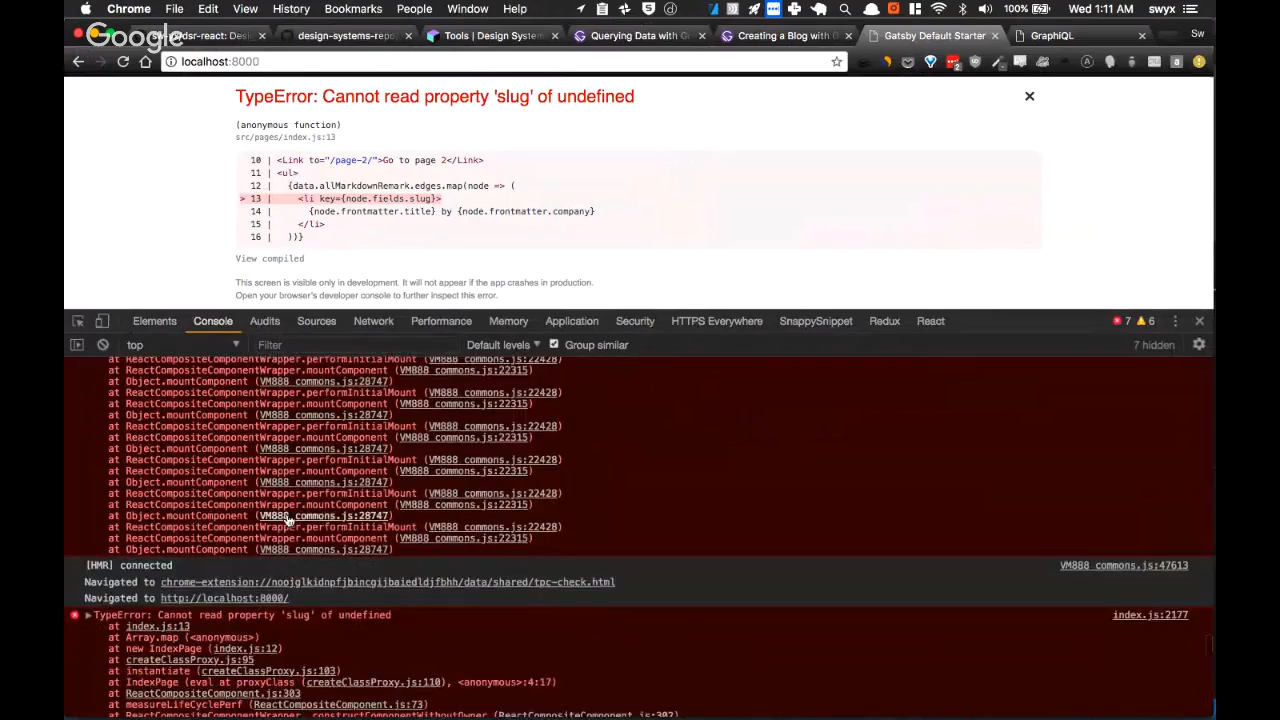 Chrome File Edit View History Bookmarks People Window Help 100% Wed 1:11 AM swyx
Google
dsr-react: design-systems-repo Tools | Design System Querying Data with G Creating a Blog with G Gatsby Default Starter GraphiQL Sw
localhost:8000
TypeError: Cannot read property 'slug' of undefined
(anonymous function)
src/pages/index.js:13
10 | <Link to="/page-2/">Go to page 2</Link>
11 | <ul>
12 | {data.allMarkdownRemark.edges.map(node => (
> 13 | <li key={node.fields.slug}>
14 | {node.frontmatter.title} by {node.frontmatter.company}
15 | </li>
16 | ))}
View compiled
This screen is visible only in development. It will not appear if the app crashes in production.
Open your browser's developer console to further inspect this error.
Elements Console Audits Sources Network Performance Memory Application Security HTTPS Everywhere SnappySnippet Redux React 7 6
top Filter Default levels Group similar 7 hidden
at ReactCompositeComponentWrapper.performInitialMount (VM888 commons.js:22428)
at ReactCompositeComponentWrapper.mountComponent (VM888 commons.js:22315)
at Object.mountComponent (VM888 commons.js:28747)
at ReactCompositeComponentWrapper.performInitialMount (VM888 commons.js:22428)
at ReactCompositeComponentWrapper.mountComponent (VM888 commons.js:22315)
at Object.mountComponent (VM888 commons.js:28747)
at ReactCompositeComponentWrapper.performInitialMount (VM888 commons.js:22428)
at ReactCompositeComponentWrapper.mountComponent (VM888 commons.js:22315)
at Object.mountComponent (VM888 commons.js:28747)
at ReactCompositeComponentWrapper.performInitialMount (VM888 commons.js:22428)
at ReactCompositeComponentWrapper.mountComponent (VM888 commons.js:22315)
at Object.mountComponent (VM888 commons.js:28747)
at ReactCompositeComponentWrapper.performInitialMount (VM888 commons.js:22428)
at ReactCompositeComponentWrapper.mountComponent (VM888 commons.js:22315)
at Object.mountComponent (VM888 commons.js:28747)
at ReactCompositeComponentWrapper.performInitialMount (VM888 commons.js:22428)
at ReactCompositeComponentWrapper.mountComponent (VM888 commons.js:22315)
at Object.mountComponent (VM888 commons.js:28747)
[HMR] connected VM888 commons.js:47613
Navigated to chrome-extension://noojglkidnpfjbincgijbaiedldjfbhh/data/shared/tpc-check.html
Navigated to http://localhost:8000/
TypeError: Cannot read property 'slug' of undefined index.js:2177
at index.js:13
at Array.map (<anonymous>)
at new IndexPage (index.js:12)
at createClassProxy.js:95
at instantiate (createClassProxy.js:103)
at IndexPage (eval at proxyClass (createClassProxy.js:110), <anonymous>:4:17)
at ReactCompositeComponent.js:303
at measureLifeCyclePerf (ReactCompositeComponent.js:73)
at ReactCompositeComponentWrapper._constructComponentWithoutOwner (ReactCompositeComponent.js:302)